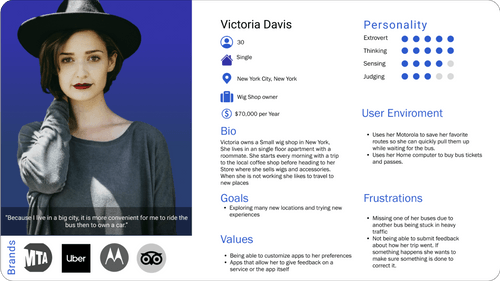 Victoria Davis
30
Single
New York City, New York
Wig Shop owner
$70,000 per Year
Bio
Victoria owns a Small wig shop in New York,
She lives in an single floor apartment with a
roommate. She starts every morning with a trip
to the local coffee shop before heading to her
Store where she sells wigs and accessories.
When she is not working she likes to travel to
new places
Goals
Exploring many new locations and trying new
experiences
Values
Being able to customize apps to her preferences
Apps that allow her to give feedback on a
service or the app itself
Personality
Extrovert
Thinking
Sensing
Judging
User Enviroment
Uses her Motorola to save her favorite
routes so she can quickly pull them up
while waiting for the bus.
Uses her Home computer to buy bus tickets
and passes.
Frustrations
Missing one of her buses due to
another bus being stuck in heavy
traffic
Not being able to submit feedback
about how her trip went. If
something happens she wants to
make sure something is done to
correct it.
"Because I live in a big city, it is more convenient for me to ride the
bus then to own a car."
Brands
MTA
Uber